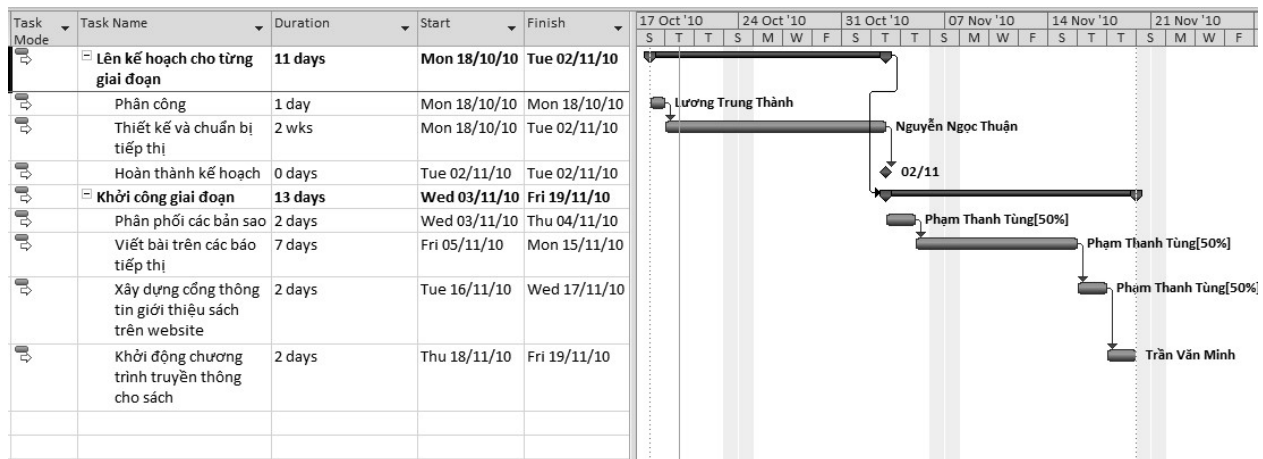 Task Mode Task Name Duration Start Finish 17 Oct '10 24 Oct '10 31 Oct '10 07 Nov '10 14 Nov '10 21 Nov '10
S T T S M W F S T T S M W F S T T S M W F
Lên kế hoạch cho từng giai đoạn 11 days Mon 18/10/10 Tue 02/11/10
Phân công 1 day Mon 18/10/10 Mon 18/10/10 Lương Trung Thành
Thiết kế và chuẩn bị tiếp thị 2 wks Mon 18/10/10 Tue 02/11/10 Nguyễn Ngọc Thuận
Hoàn thành kế hoạch 0 days Tue 02/11/10 Tue 02/11/10 02/11
Khởi công giai đoạn 13 days Wed 03/11/10 Fri 19/11/10
Phân phối các bản sao 2 days Wed 03/11/10 Thu 04/11/10 Phạm Thanh Tùng[50%]
Viết bài trên các báo tiếp thị 7 days Fri 05/11/10 Mon 15/11/10 Phạm Thanh Tùng[50%]
Xây dựng cổng thông tin giới thiệu sách trên website 2 days Tue 16/11/10 Wed 17/11/10 Phạm Thanh Tùng[50%]
Khởi động chương trình truyền thông cho sách 2 days Thu 18/11/10 Fri 19/11/10 Trần Văn Minh